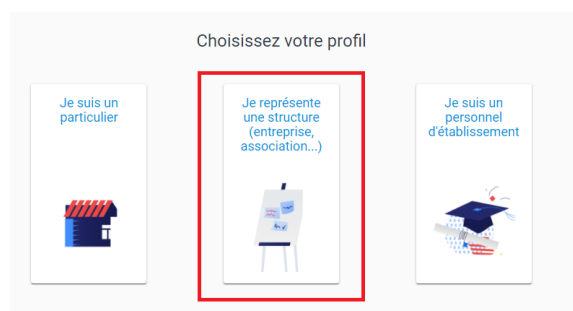 Choisissez votre profil
Je suis un
particulier
Je représente
une structure
(entreprise,
association...)
Je suis un
personnel
d'établissement